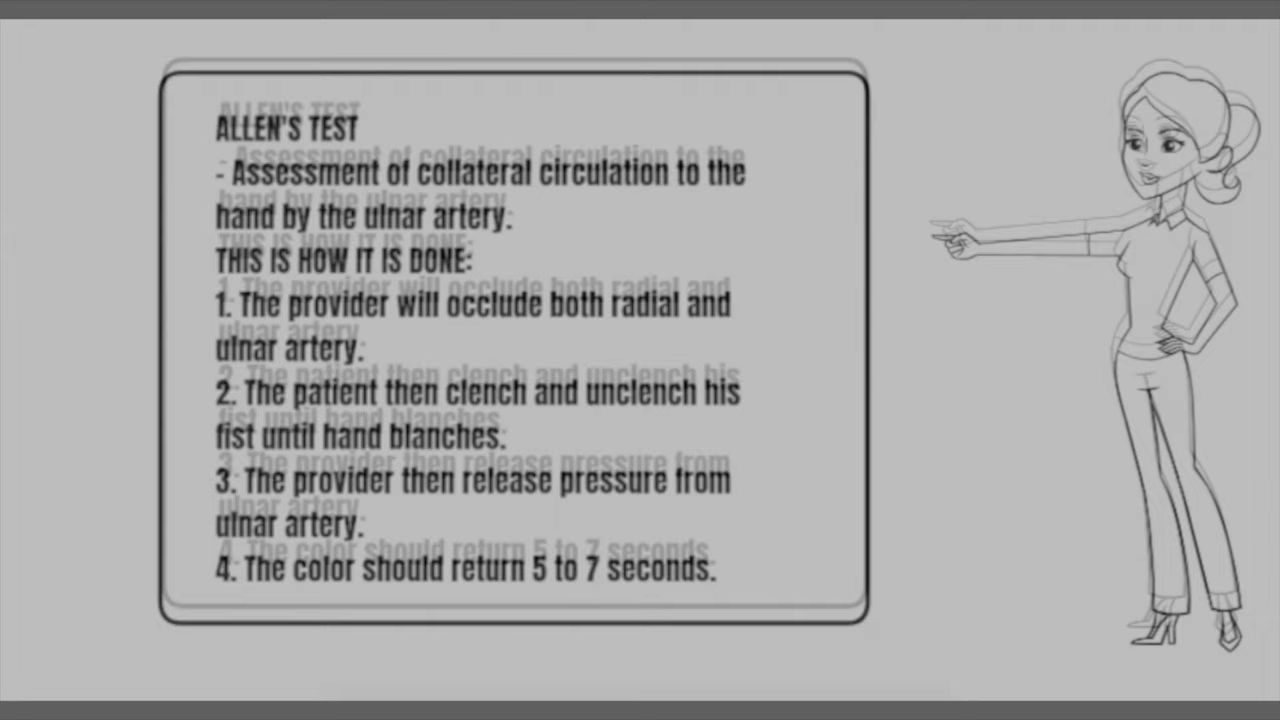 ALLEN'S TEST
- Assessment of collateral circulation to the
hand by the ulnar artery.
THIS IS HOW IT IS DONE:
1. The provider will occlude both radial and
ulnar artery.
2. The patient then clench and unclench his
fist until hand blanches.
3. The provider then release pressure from
ulnar artery.
4. The color should return 5 to 7 seconds.